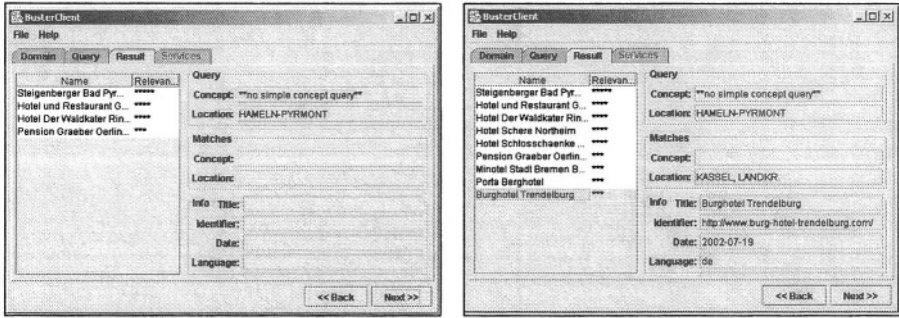 BusterClient
File Help
Domain Query Result Services
Name Relevan...
Steigenberger Bad Pyr... *****
Hotel und Restaurant G... ****
Hotel Der Waldkater Rin... ****
Pension Graeber Oerlin... ***
Query
Concept: **no simple concept query**
Location: HAMELN-PYRMONT
Matches
Concept:
Location:
Info Title:
Identifier:
Date:
Language:
<< Back Next >>
BusterClient
File Help
Domain Query Result Services
Name Relevan...
Steigenberger Bad Pyr... *****
Hotel und Restaurant G... ****
Hotel Der Waldkater Rin... ****
Hotel Schere Northeim ****
Hotel Schlosschaenke ... ****
Pension Graeber Oerlin... ***
Minotel Stadt Bremen B... ***
Porta Berghotel ***
Burghotel Trendelburg ***
Query
Concept: **no simple concept query**
Location: HAMELN-PYRMONT
Matches
Concept:
Location: KASSEL, LANDKR.
Info Title: Burghotel Trendelburg
Identifier: http://www.burg-hotel-trendelburg.com/
Date: 2002-07-19
Language: de
<< Back Next >>